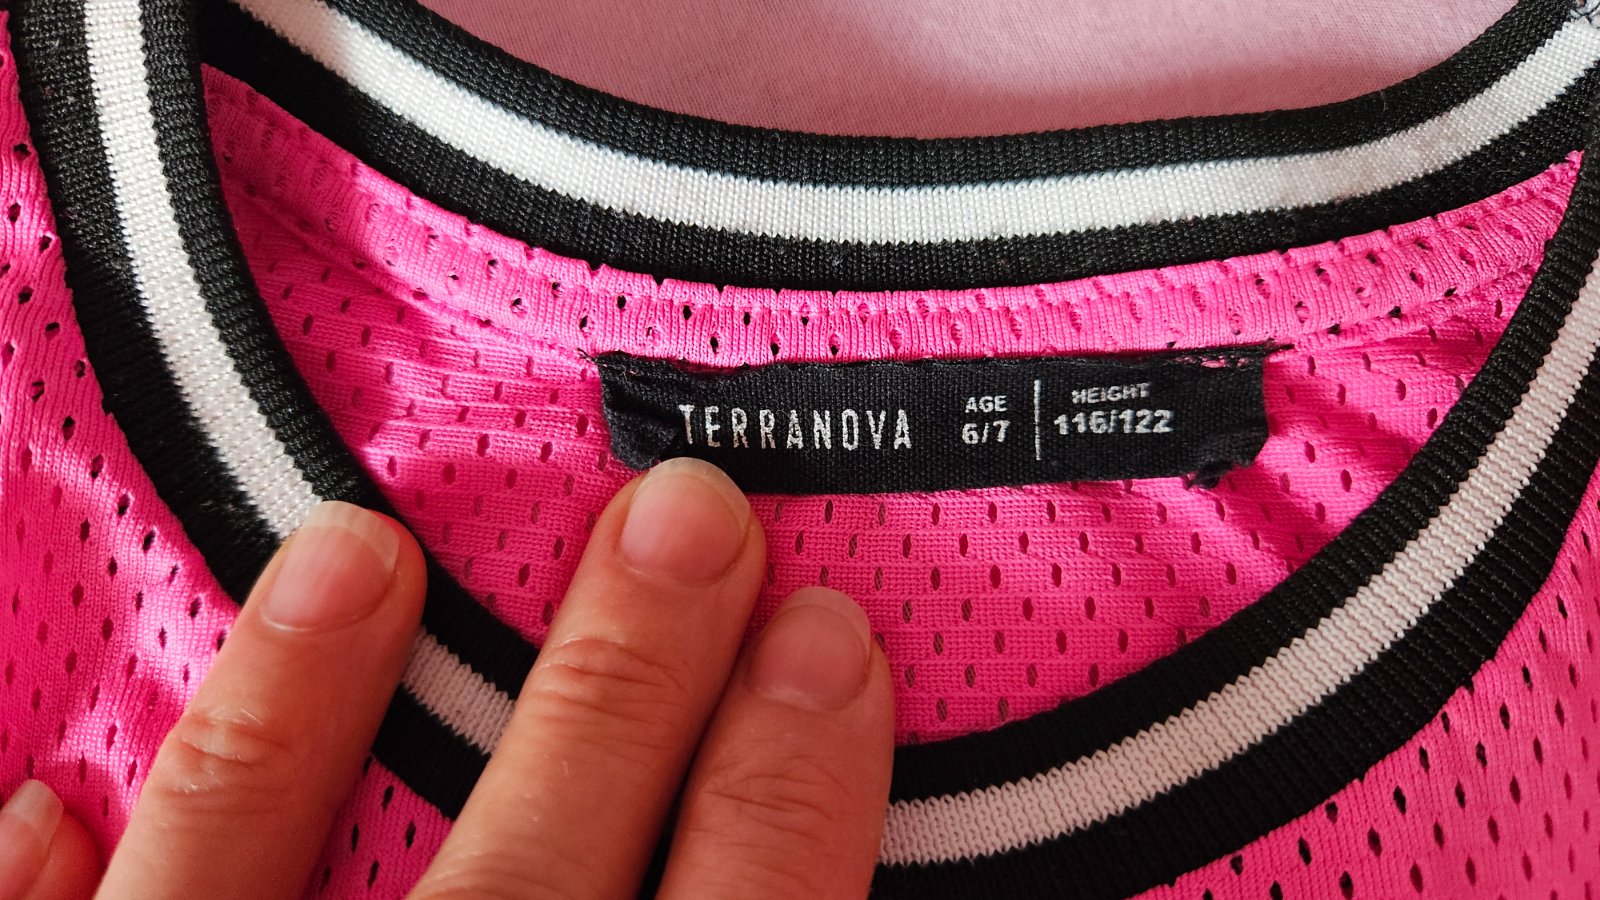 TERRANOVA
AGE
6/7
HEIGHT
116/122